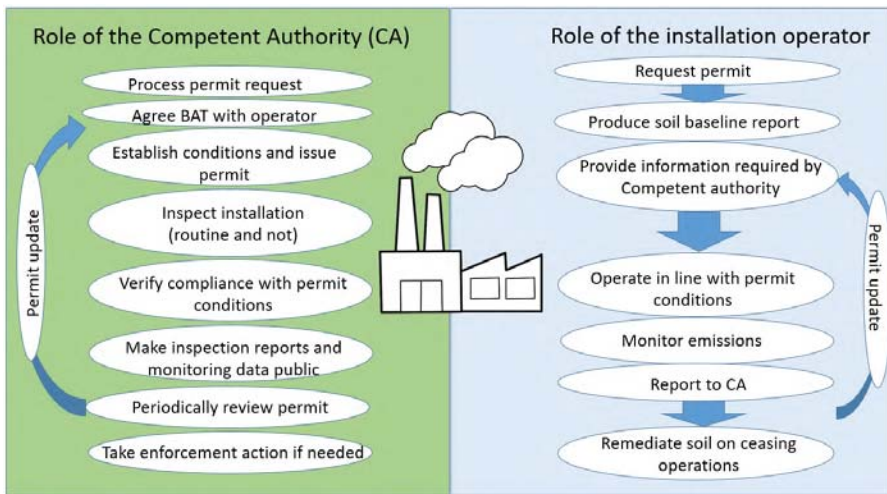 Role of the Competent Authority (CA)
Process permit request
Agree BAT with operator
Establish conditions and issue
permit
Inspect installation
(routine and not)
Verify compliance with permit
conditions
Make inspection reports and
monitoring data public
Periodically review permit
Take enforcement action if needed
Permit update
Role of the installation operator
Request permit
Produce soil baseline report
Provide information required by
Competent authority
Operate in line with permit
conditions
Monitor emissions
Report to CA
Remediate soil on ceasing
operations
Permit update